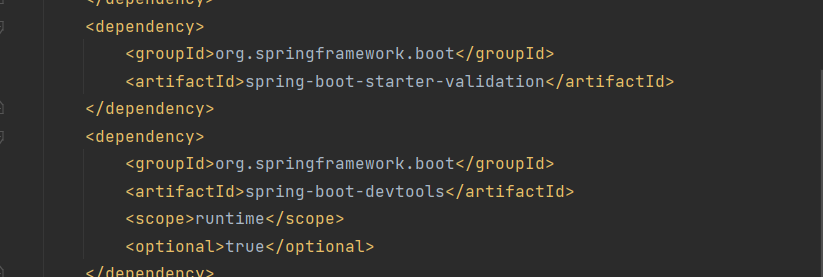 </dependency>
<dependency>
<groupId>org.springframework.boot</groupId>
<artifactId>spring-boot-starter-validation</artifactId>
</dependency>
<dependency>
<groupId>org.springframework.boot</groupId>
<artifactId>spring-boot-devtools</artifactId>
<scope>runtime</scope>
<optional>true</optional>
</dependency>